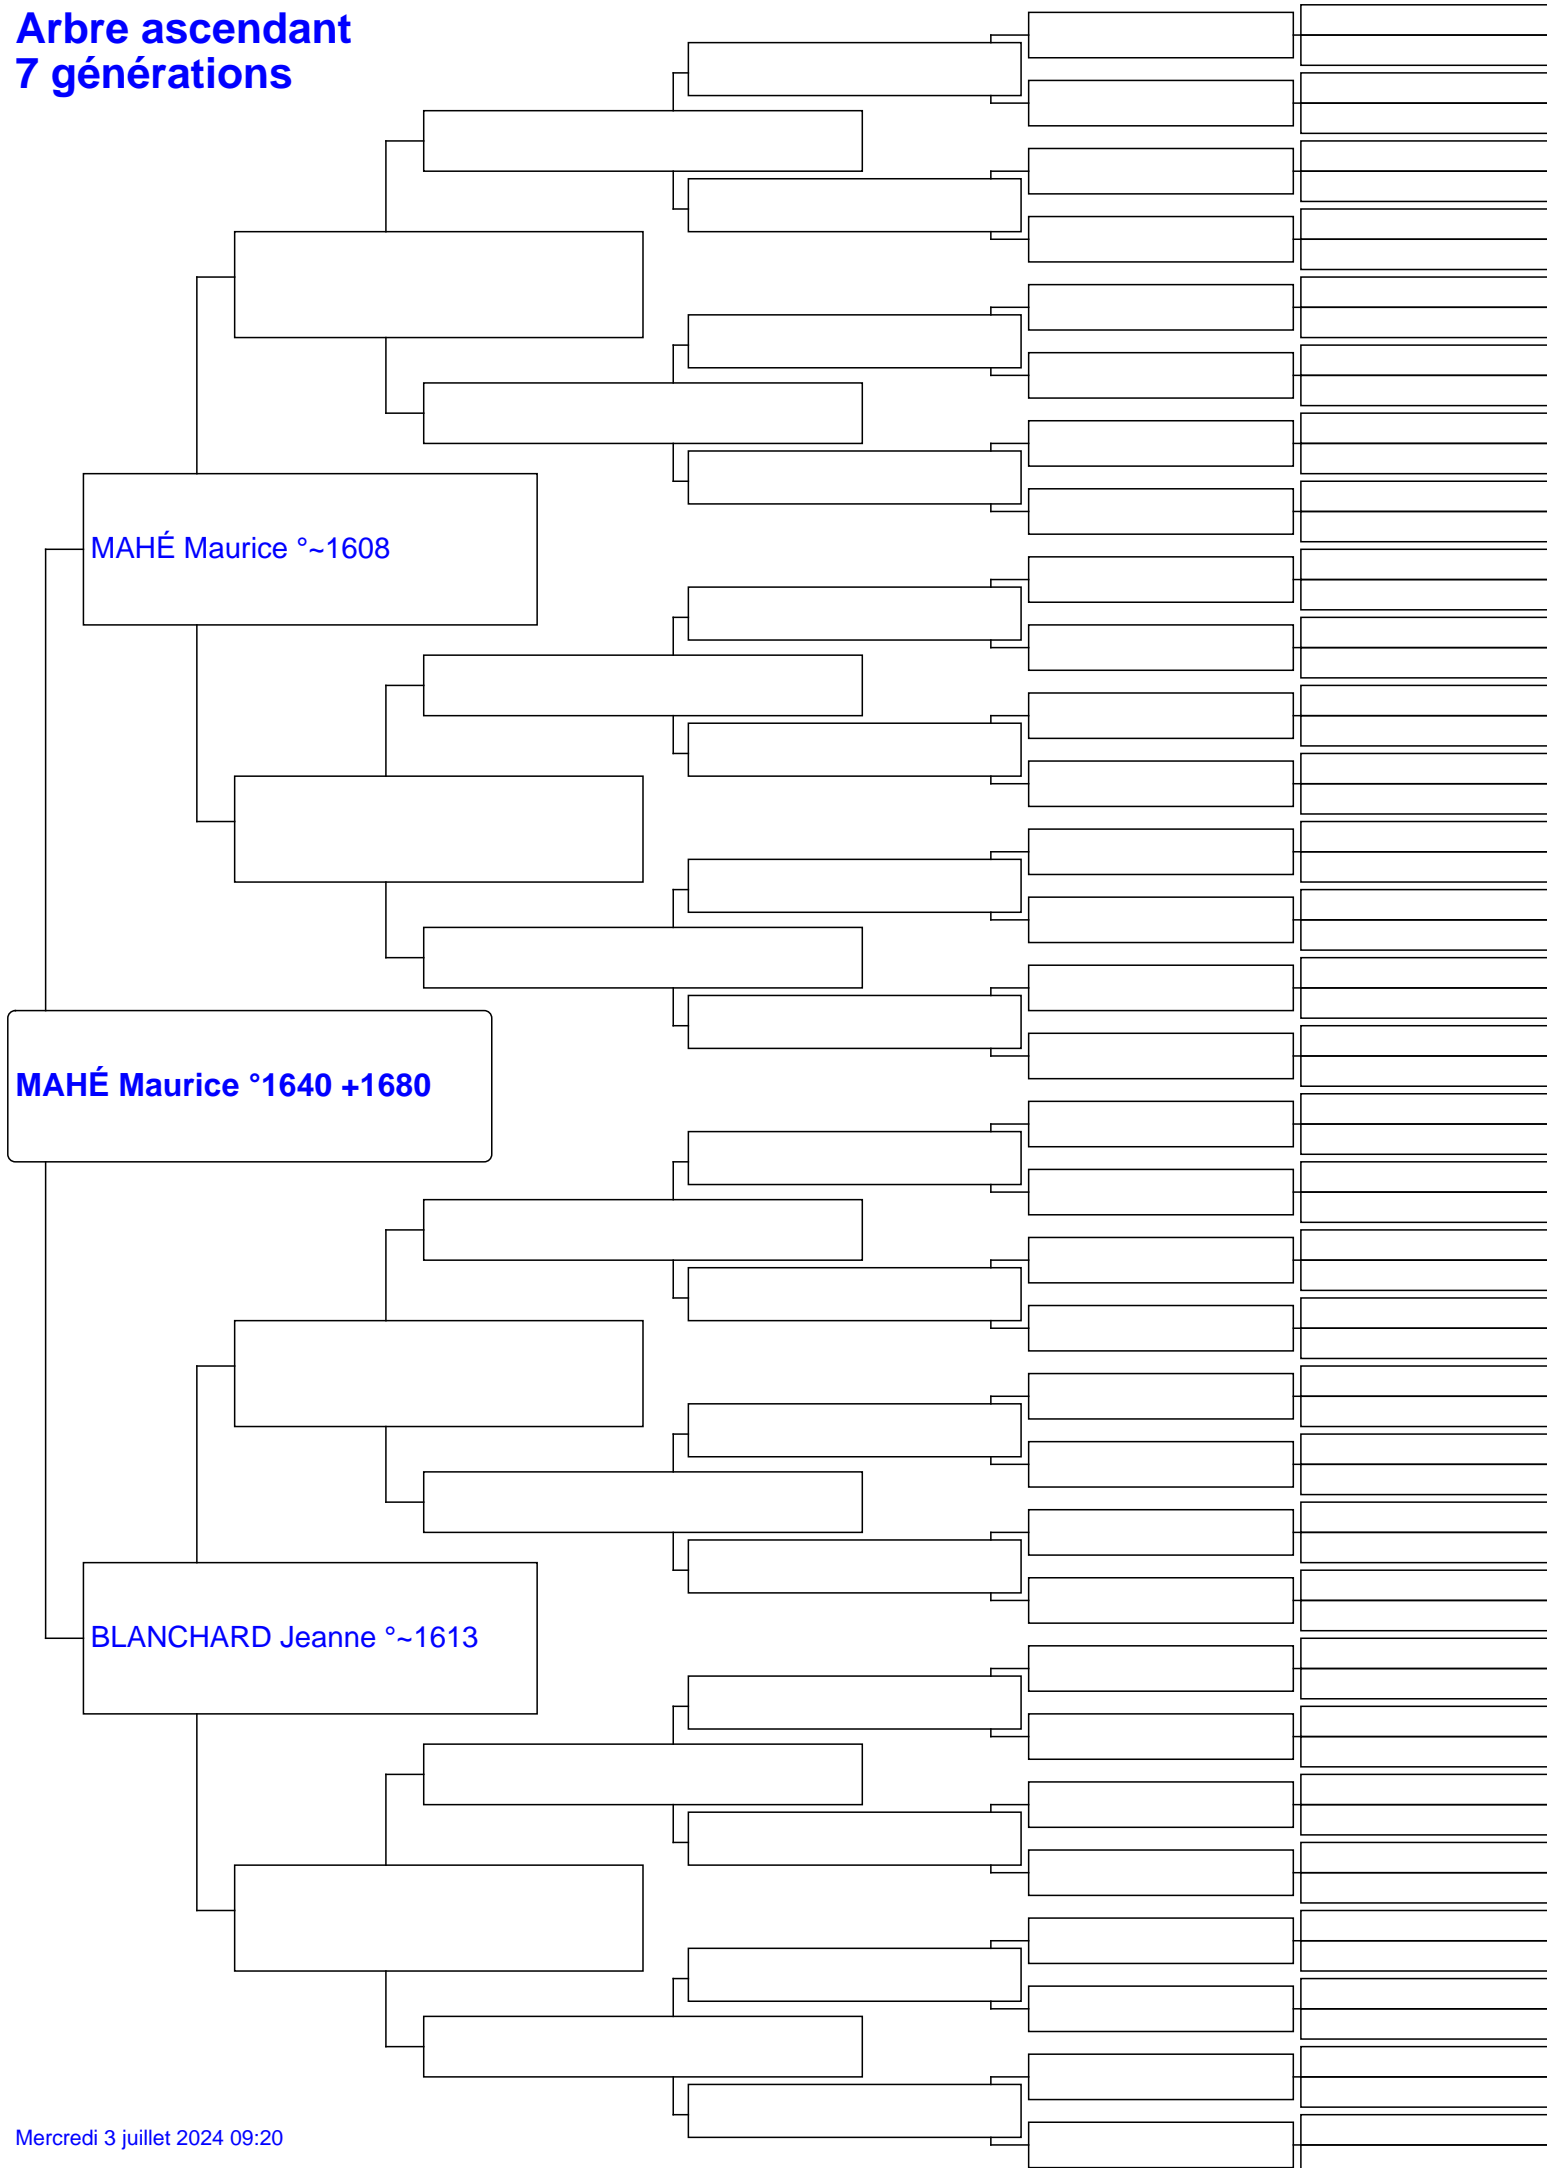 Arbre ascendant
7 générations
MAHÉ Maurice °~1608
MAHÉ Maurice °1640 +1680
BLANCHARD Jeanne °~1613
Mercredi 3 juillet 2024 09:20